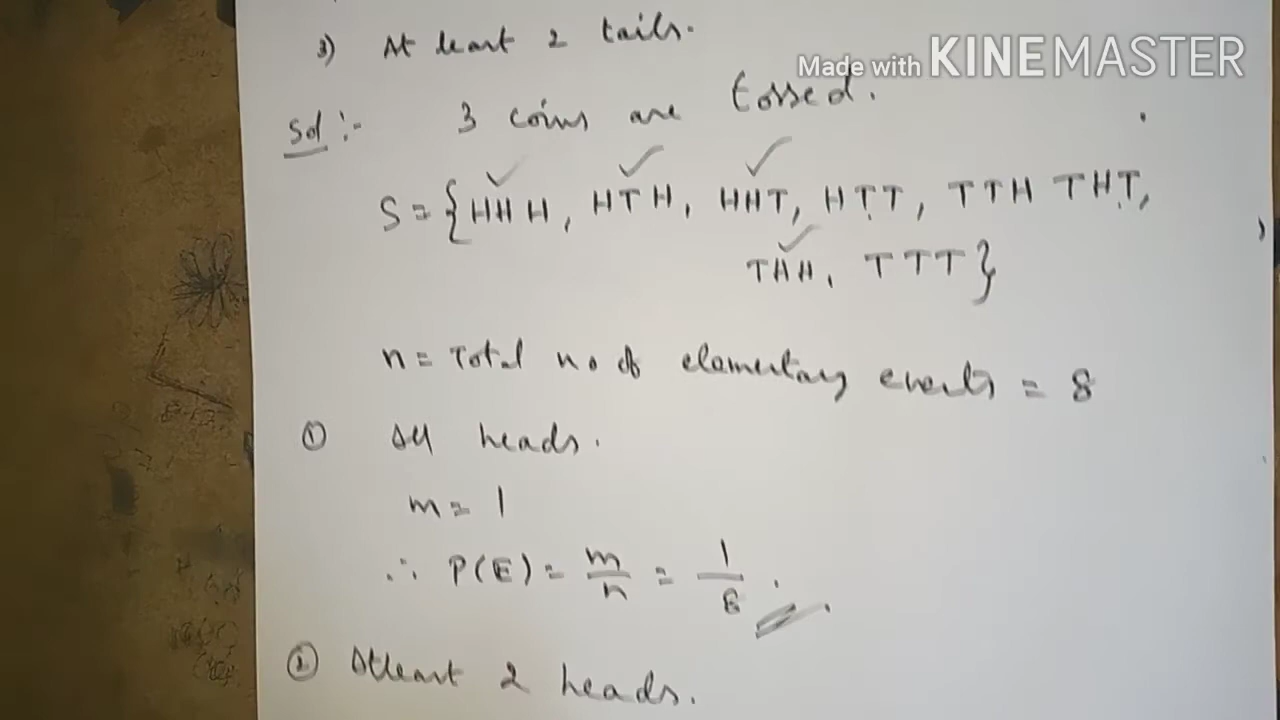 3) At least 2 tails.
Made with KINEMASTER
Sol :- 3 coins are tossed.
S = {HHH, HTH, HHT, HTT, TTH THT,
THH, TTT}
n = Total no of elementary events = 8
① All heads.
m = 1
∴ P(E) = m/n = 1/8.
② Atleast 2 heads.